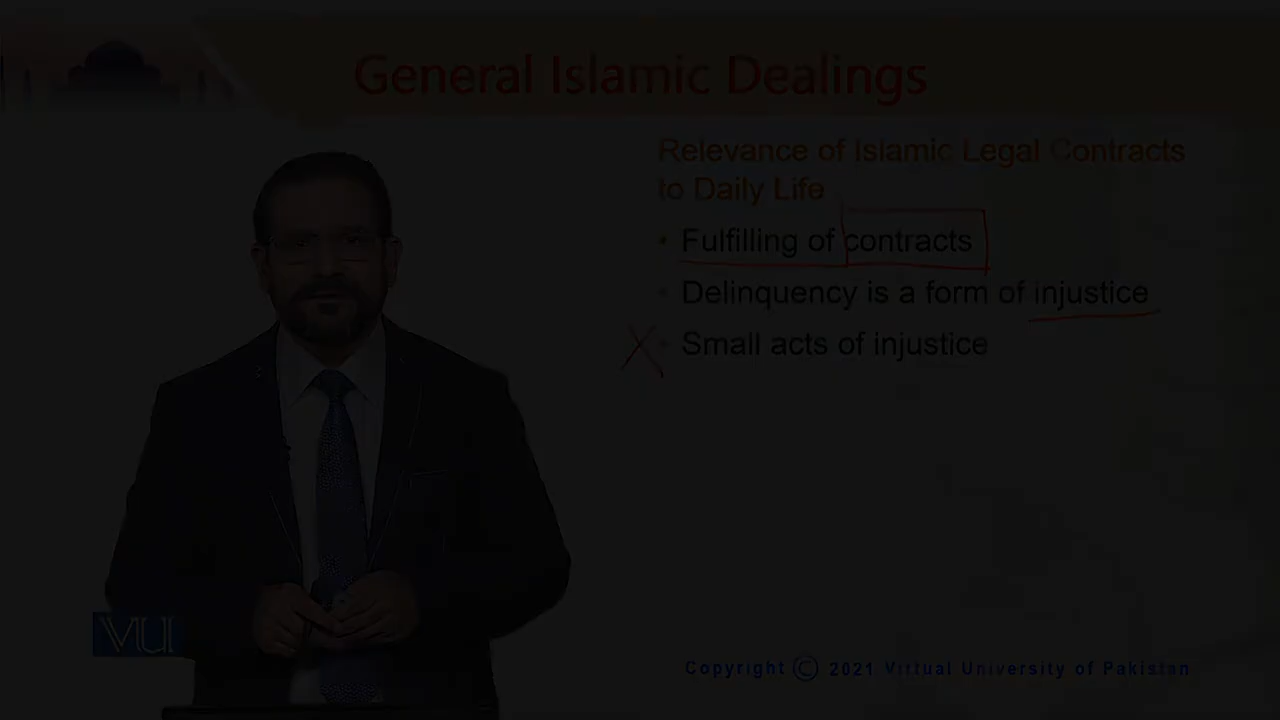 General Islamic Dealings
Relevance of Islamic Legal Contracts
to Daily Life
• Fulfilling of contracts
• Delinquency is a form of injustice
• Small acts of injustice
VU
Copyright © 2021 Virtual University of Pakistan